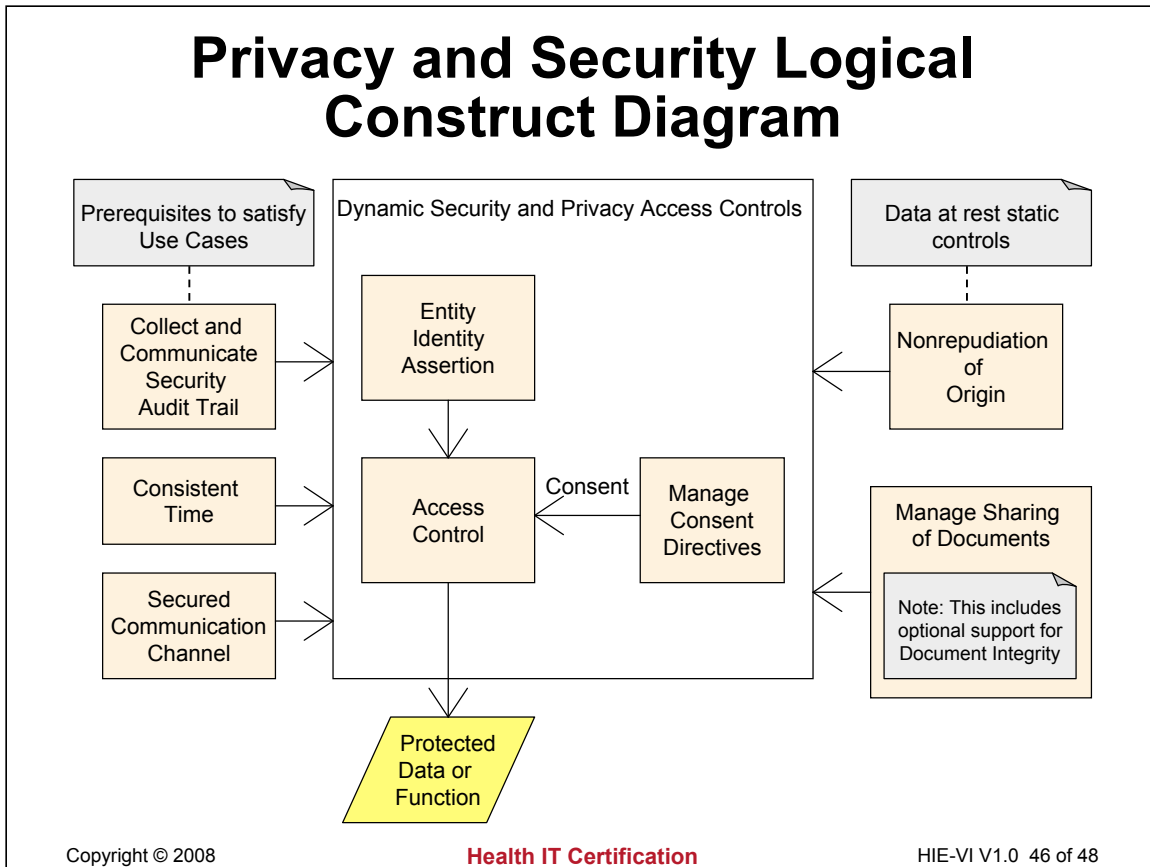 Privacy and Security Logical
Construct Diagram
Prerequisites to satisfy
Use Cases
Dynamic Security and Privacy Access Controls
Data at rest static
controls
Collect and
Communicate
Security
Audit Trail
Entity
Identity
Assertion
Nonrepudiation
of
Origin
Consistent
Time
Access
Control
Consent
Manage
Consent
Directives
Manage Sharing
of Documents
Note: This includes
optional support for
Document Integrity
Secured
Communication
Channel
Protected
Data or
Function
Copyright © 2008
Health IT Certification
HIE-VI V1.0 46 of 48